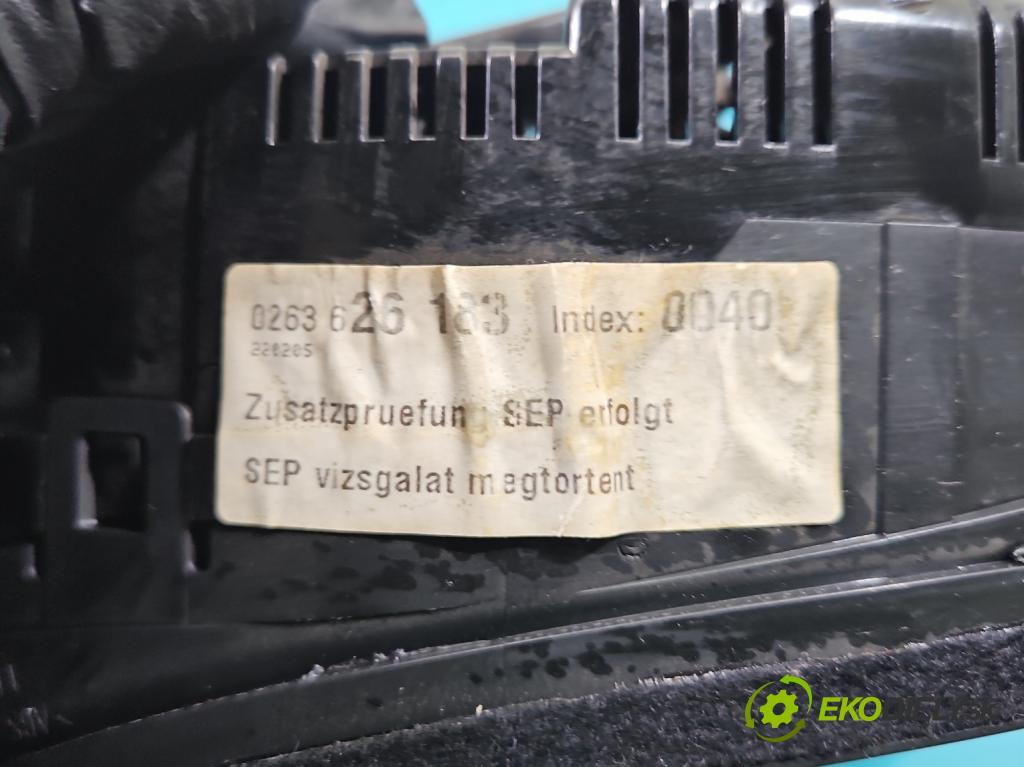 0263 626 183 Index: 0040
220205
Zusatzpruefung SEP erfolgt
SEP vizsgalat megtortent
EKO